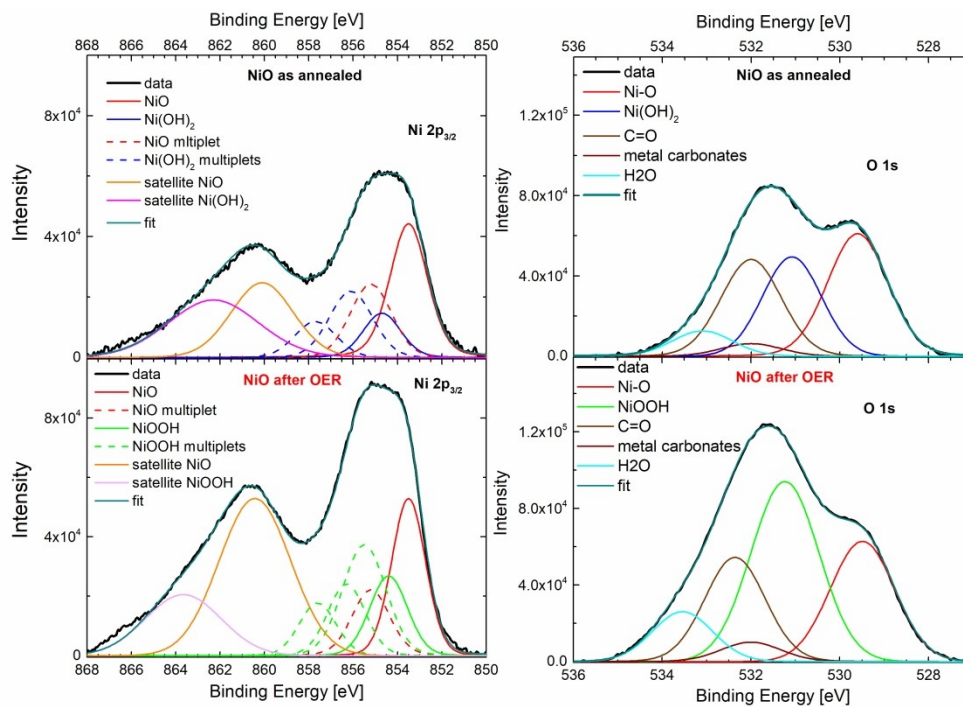 Binding Energy [eV]
868 866 864 862 860 858 856 854 852 850
NiO as annealed
data
NiO
Ni(OH)2
NiO mltiplet
Ni(OH)2 multiplets
satellite NiO
satellite Ni(OH)2
fit
Ni 2p3/2
Intensity
8x10^4
4x10^4
0
NiO after OER
data
NiO
NiO multiplet
NiOOH
NiOOH multiplets
satellite NiO
satellite NiOOH
fit
Ni 2p3/2
Intensity
8x10^4
4x10^4
0
868 866 864 862 860 858 856 854 852 850
Binding Energy [eV]
Binding Energy [eV]
536 534 532 530 528
NiO as annealed
data
Ni-O
Ni(OH)2
C=O
metal carbonates
H2O
fit
O 1s
Intensity
1.2x10^5
8.0x10^4
4.0x10^4
0.0
NiO after OER
data
Ni-O
NiOOH
C=O
metal carbonates
H2O
fit
O 1s
Intensity
1.2x10^5
8.0x10^4
4.0x10^4
0.0
536 534 532 530 528
Binding Energy [eV]